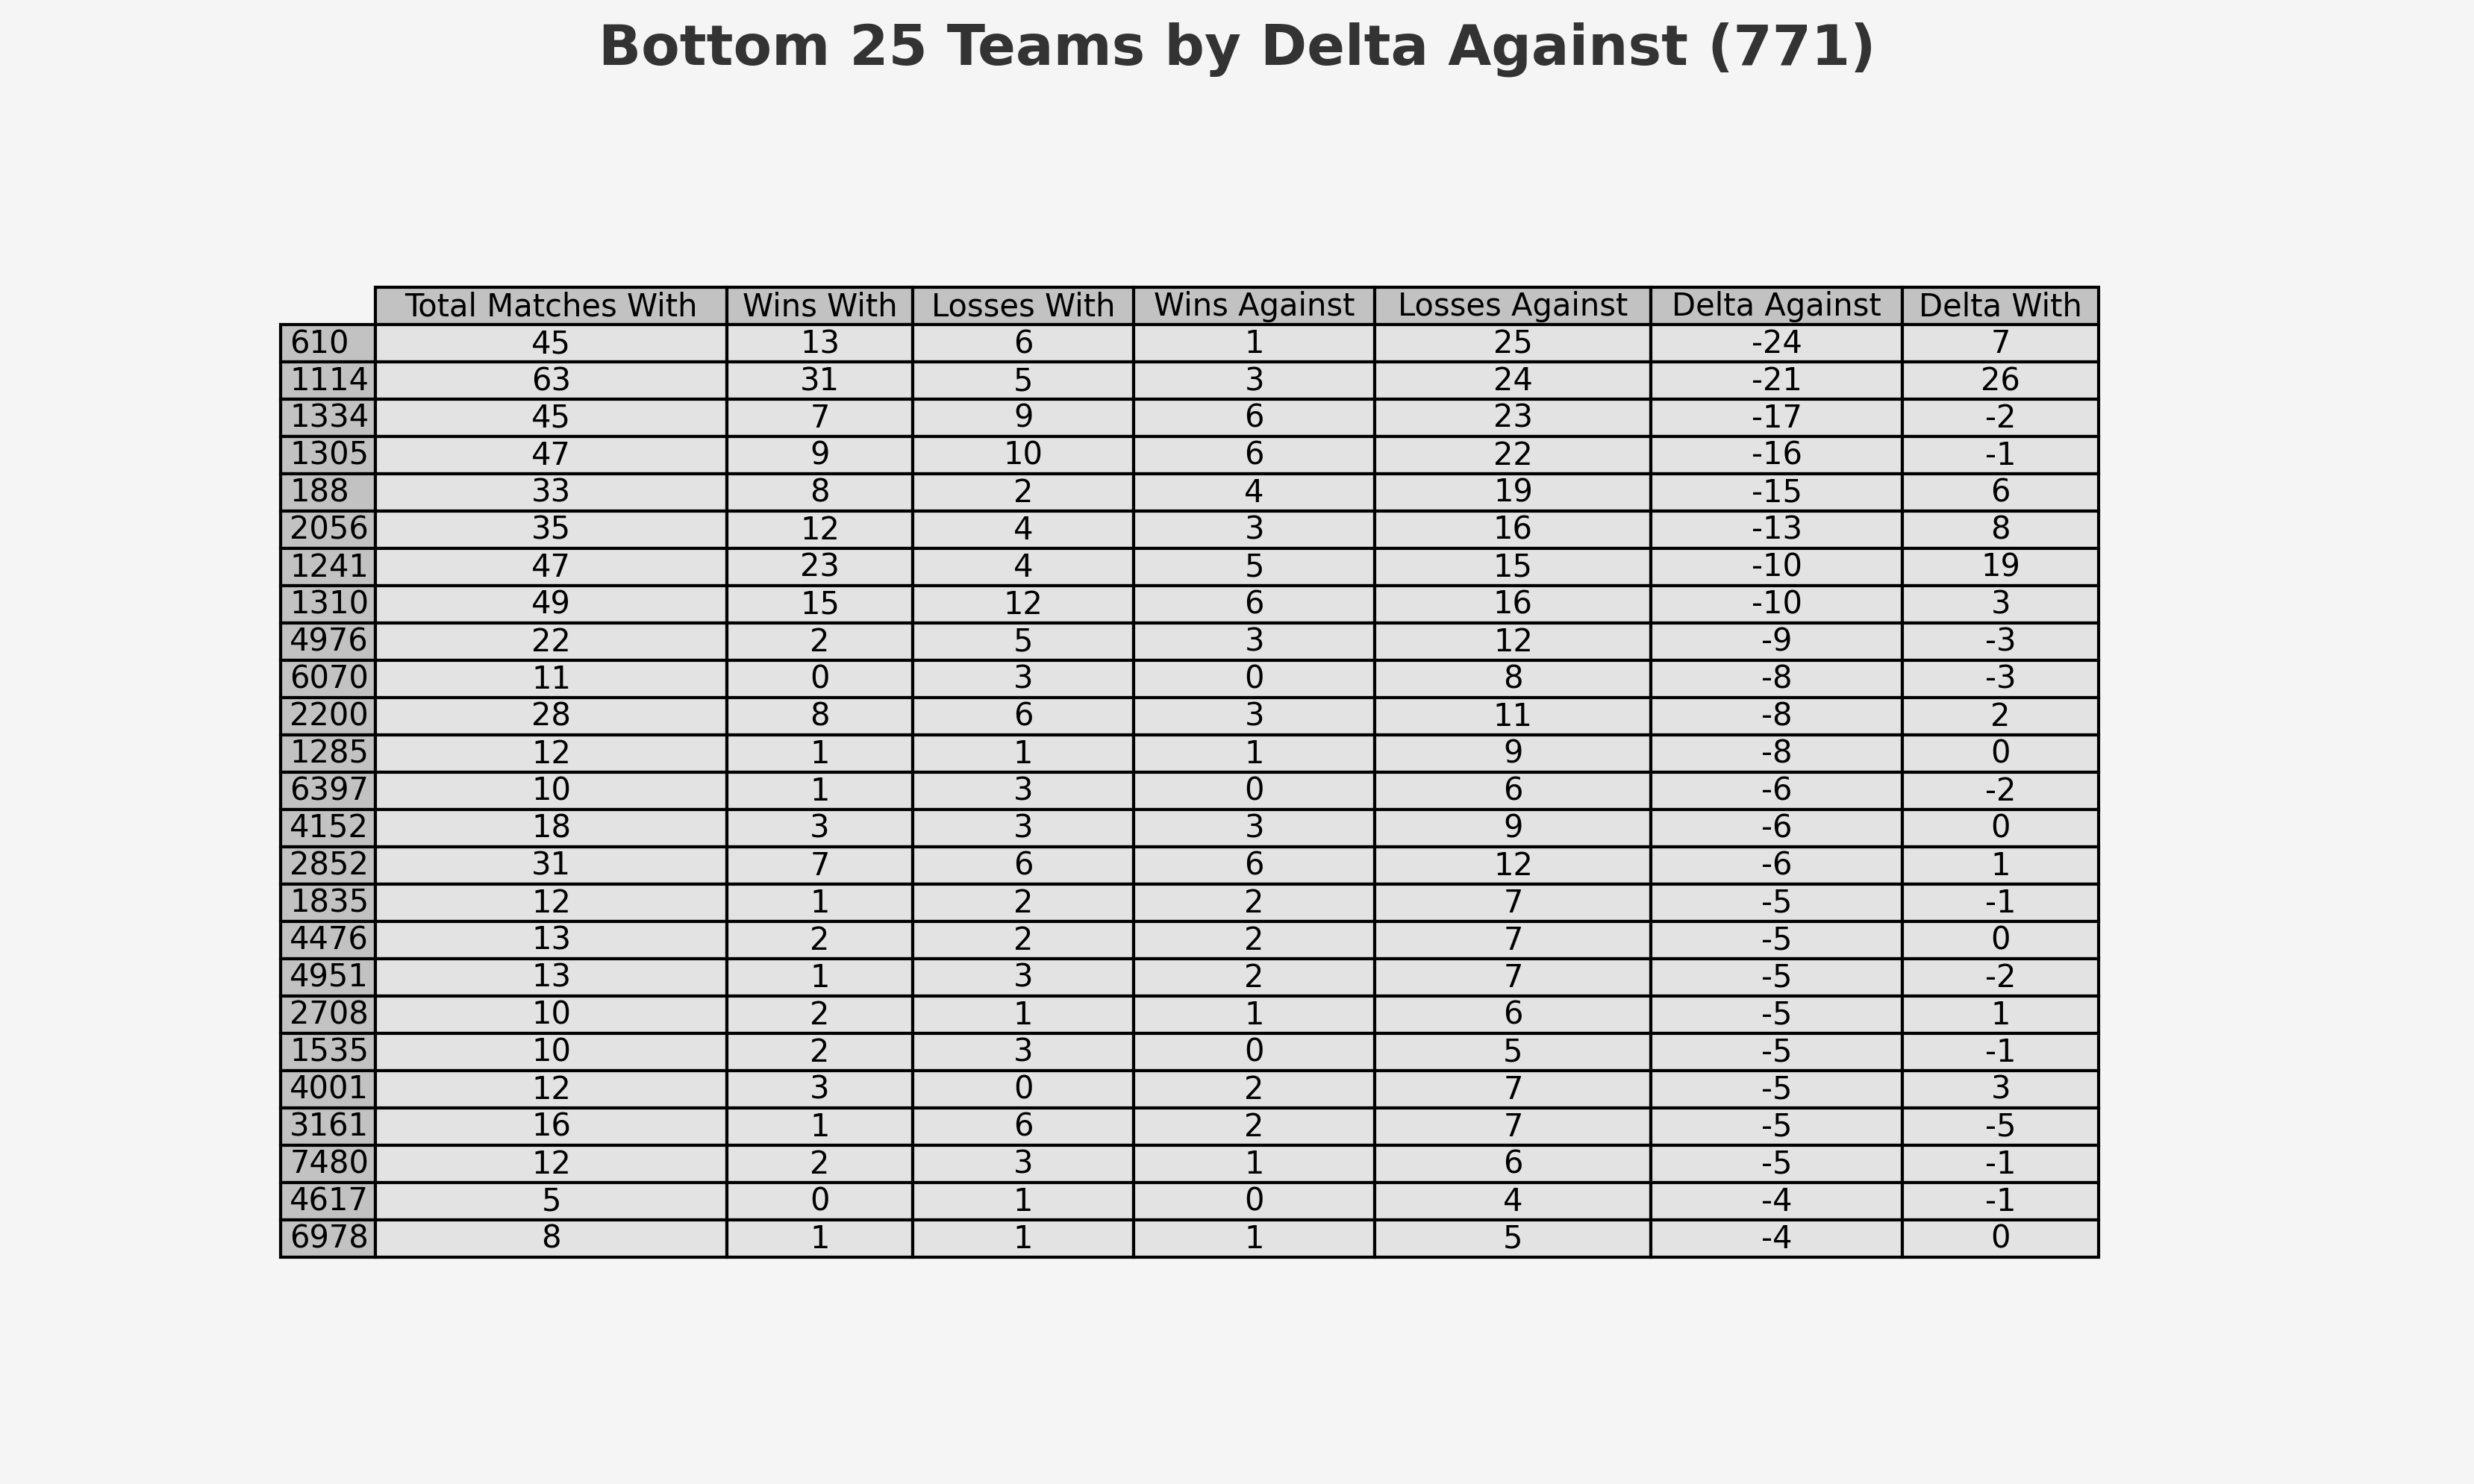 Bottom 25 Teams by Delta Against (771)
Total Matches With Wins With Losses With Wins Against Losses Against Delta Against Delta With
610 45 13 6 1 25 -24 7
1114 63 31 5 3 24 -21 26
1334 45 7 9 6 23 -17 -2
1305 47 9 10 6 22 -16 -1
188 33 8 2 4 19 -15 6
2056 35 12 4 3 16 -13 8
1241 47 23 4 5 15 -10 19
1310 49 15 12 6 16 -10 3
4976 22 2 5 3 12 -9 -3
6070 11 0 3 0 8 -8 -3
2200 28 8 6 3 11 -8 2
1285 12 1 1 1 9 -8 0
6397 10 1 3 0 6 -6 -2
4152 18 3 3 3 9 -6 0
2852 31 7 6 6 12 -6 1
1835 12 1 2 2 7 -5 -1
4476 13 2 2 2 7 -5 0
4951 13 1 3 2 7 -5 -2
2708 10 2 1 1 6 -5 1
1535 10 2 3 0 5 -5 -1
4001 12 3 0 2 7 -5 3
3161 16 1 6 2 7 -5 -5
7480 12 2 3 1 6 -5 -1
4617 5 0 1 0 4 -4 -1
6978 8 1 1 1 5 -4 0